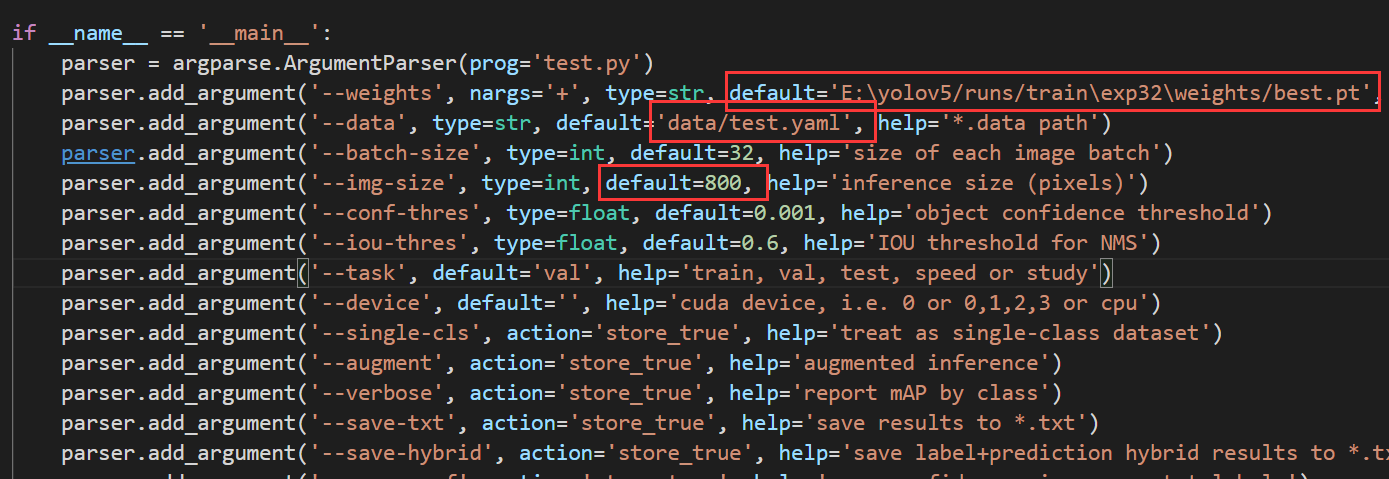 if __name__ == '__main__':
parser = argparse.ArgumentParser(prog='test.py')
parser.add_argument('--weights', nargs='+', type=str, default='E:\yolov5/runs/train\exp32\weights/best.pt',
parser.add_argument('--data', type=str, default='data/test.yaml', help='*.data path')
parser.add_argument('--batch-size', type=int, default=32, help='size of each image batch')
parser.add_argument('--img-size', type=int, default=800, help='inference size (pixels)')
parser.add_argument('--conf-thres', type=float, default=0.001, help='object confidence threshold')
parser.add_argument('--iou-thres', type=float, default=0.6, help='IOU threshold for NMS')
parser.add_argument('--task', default='val', help='train, val, test, speed or study')
parser.add_argument('--device', default='', help='cuda device, i.e. 0 or 0,1,2,3 or cpu')
parser.add_argument('--single-cls', action='store_true', help='treat as single-class dataset')
parser.add_argument('--augment', action='store_true', help='augmented inference')
parser.add_argument('--verbose', action='store_true', help='report mAP by class')
parser.add_argument('--save-txt', action='store_true', help='save results to *.txt')
parser.add_argument('--save-hybrid', action='store_true', help='save label+prediction hybrid results to *.tx